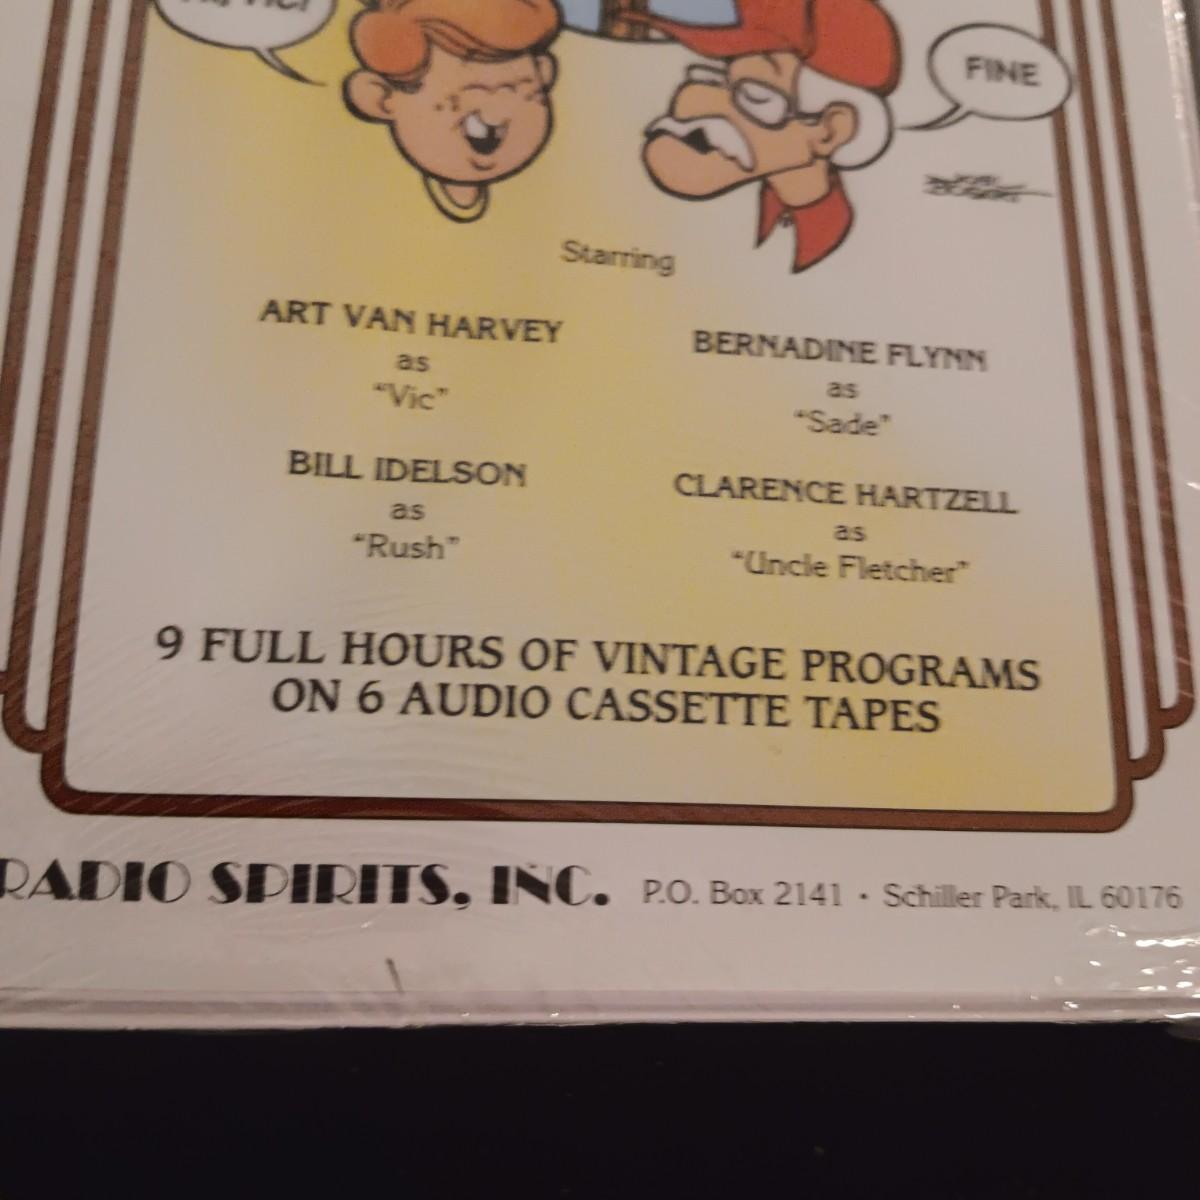 VIC!
FINE
Starring
ART VAN HARVEY
as
"Vic"
BERNADINE FLYNN
as
"Sade"
BILL IDELSON
as
"Rush"
CLARENCE HARTZELL
as
"Uncle Fletcher"
9 FULL HOURS OF VINTAGE PROGRAMS
ON 6 AUDIO CASSETTE TAPES
RADIO SPIRITS, INC. P.O. Box 2141 • Schiller Park, IL 60176